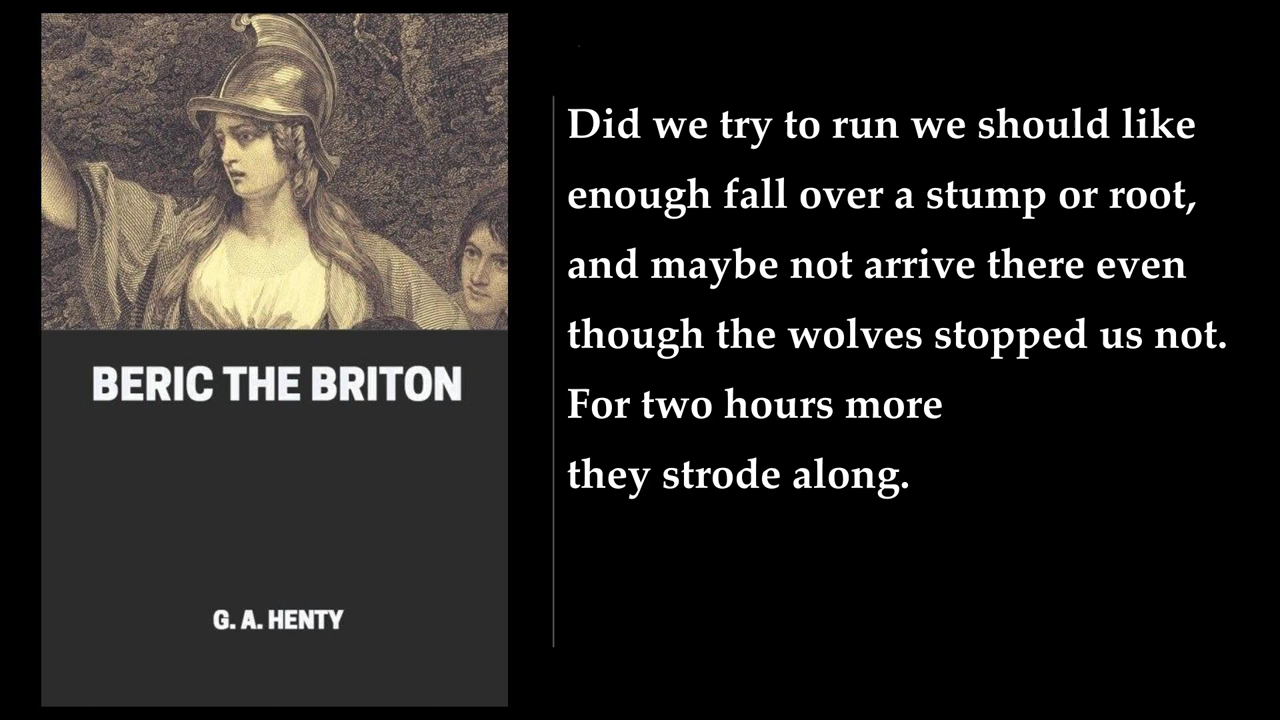 BERIC THE BRITON
G. A. HENTY
Did we try to run we should like
enough fall over a stump or root,
and maybe not arrive there even
though the wolves stopped us not.
For two hours more
they strode along.